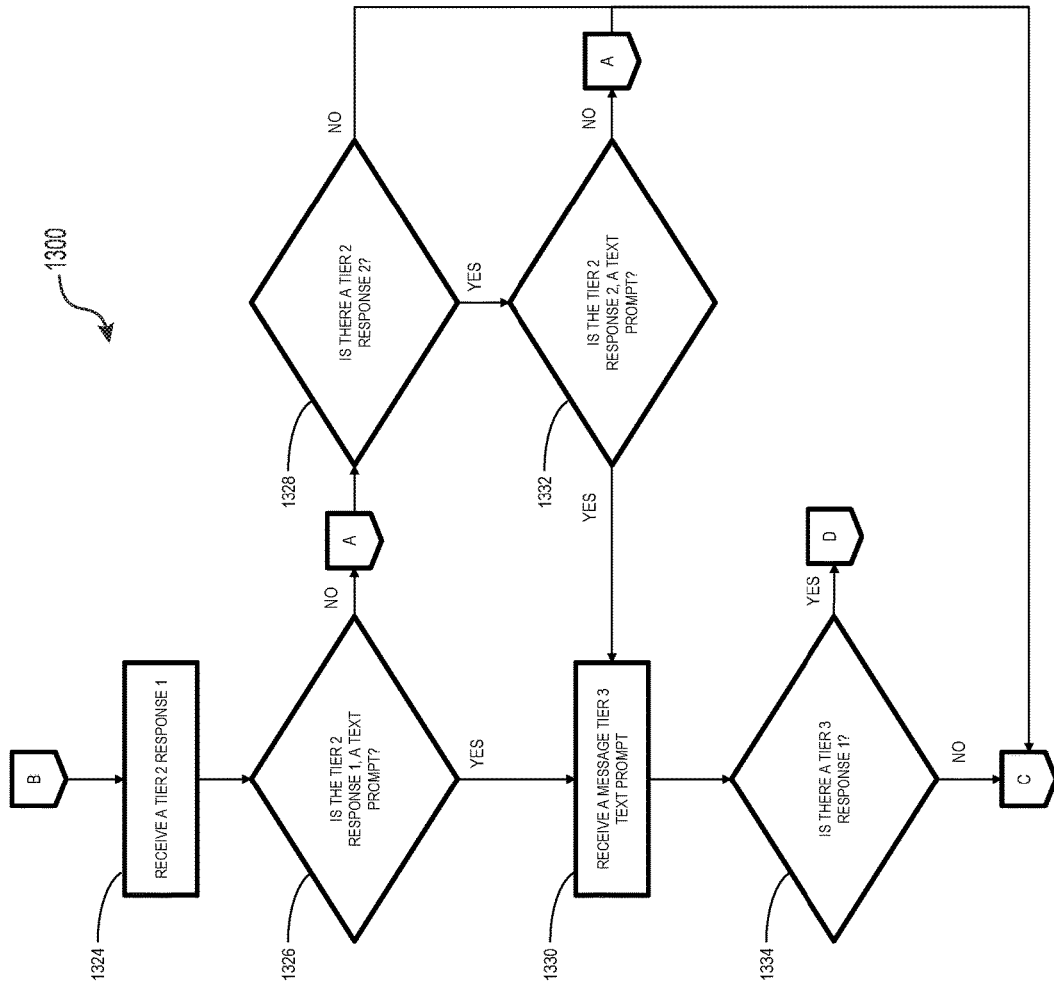 1300
B
1324
RECEIVE A TIER 2 RESPONSE 1
1326
IS THE TIER 2
RESPONSE 1, A TEXT
PROMPT?
NO
A
YES
1328
IS THERE A TIER 2
RESPONSE 2?
NO
YES
1332
IS THE TIER 2
RESPONSE 2, A TEXT
PROMPT?
NO
A
YES
1330
RECEIVE A MESSAGE TIER 3
TEXT PROMPT
1334
IS THERE A TIER 3
RESPONSE 1?
YES
D
NO
C